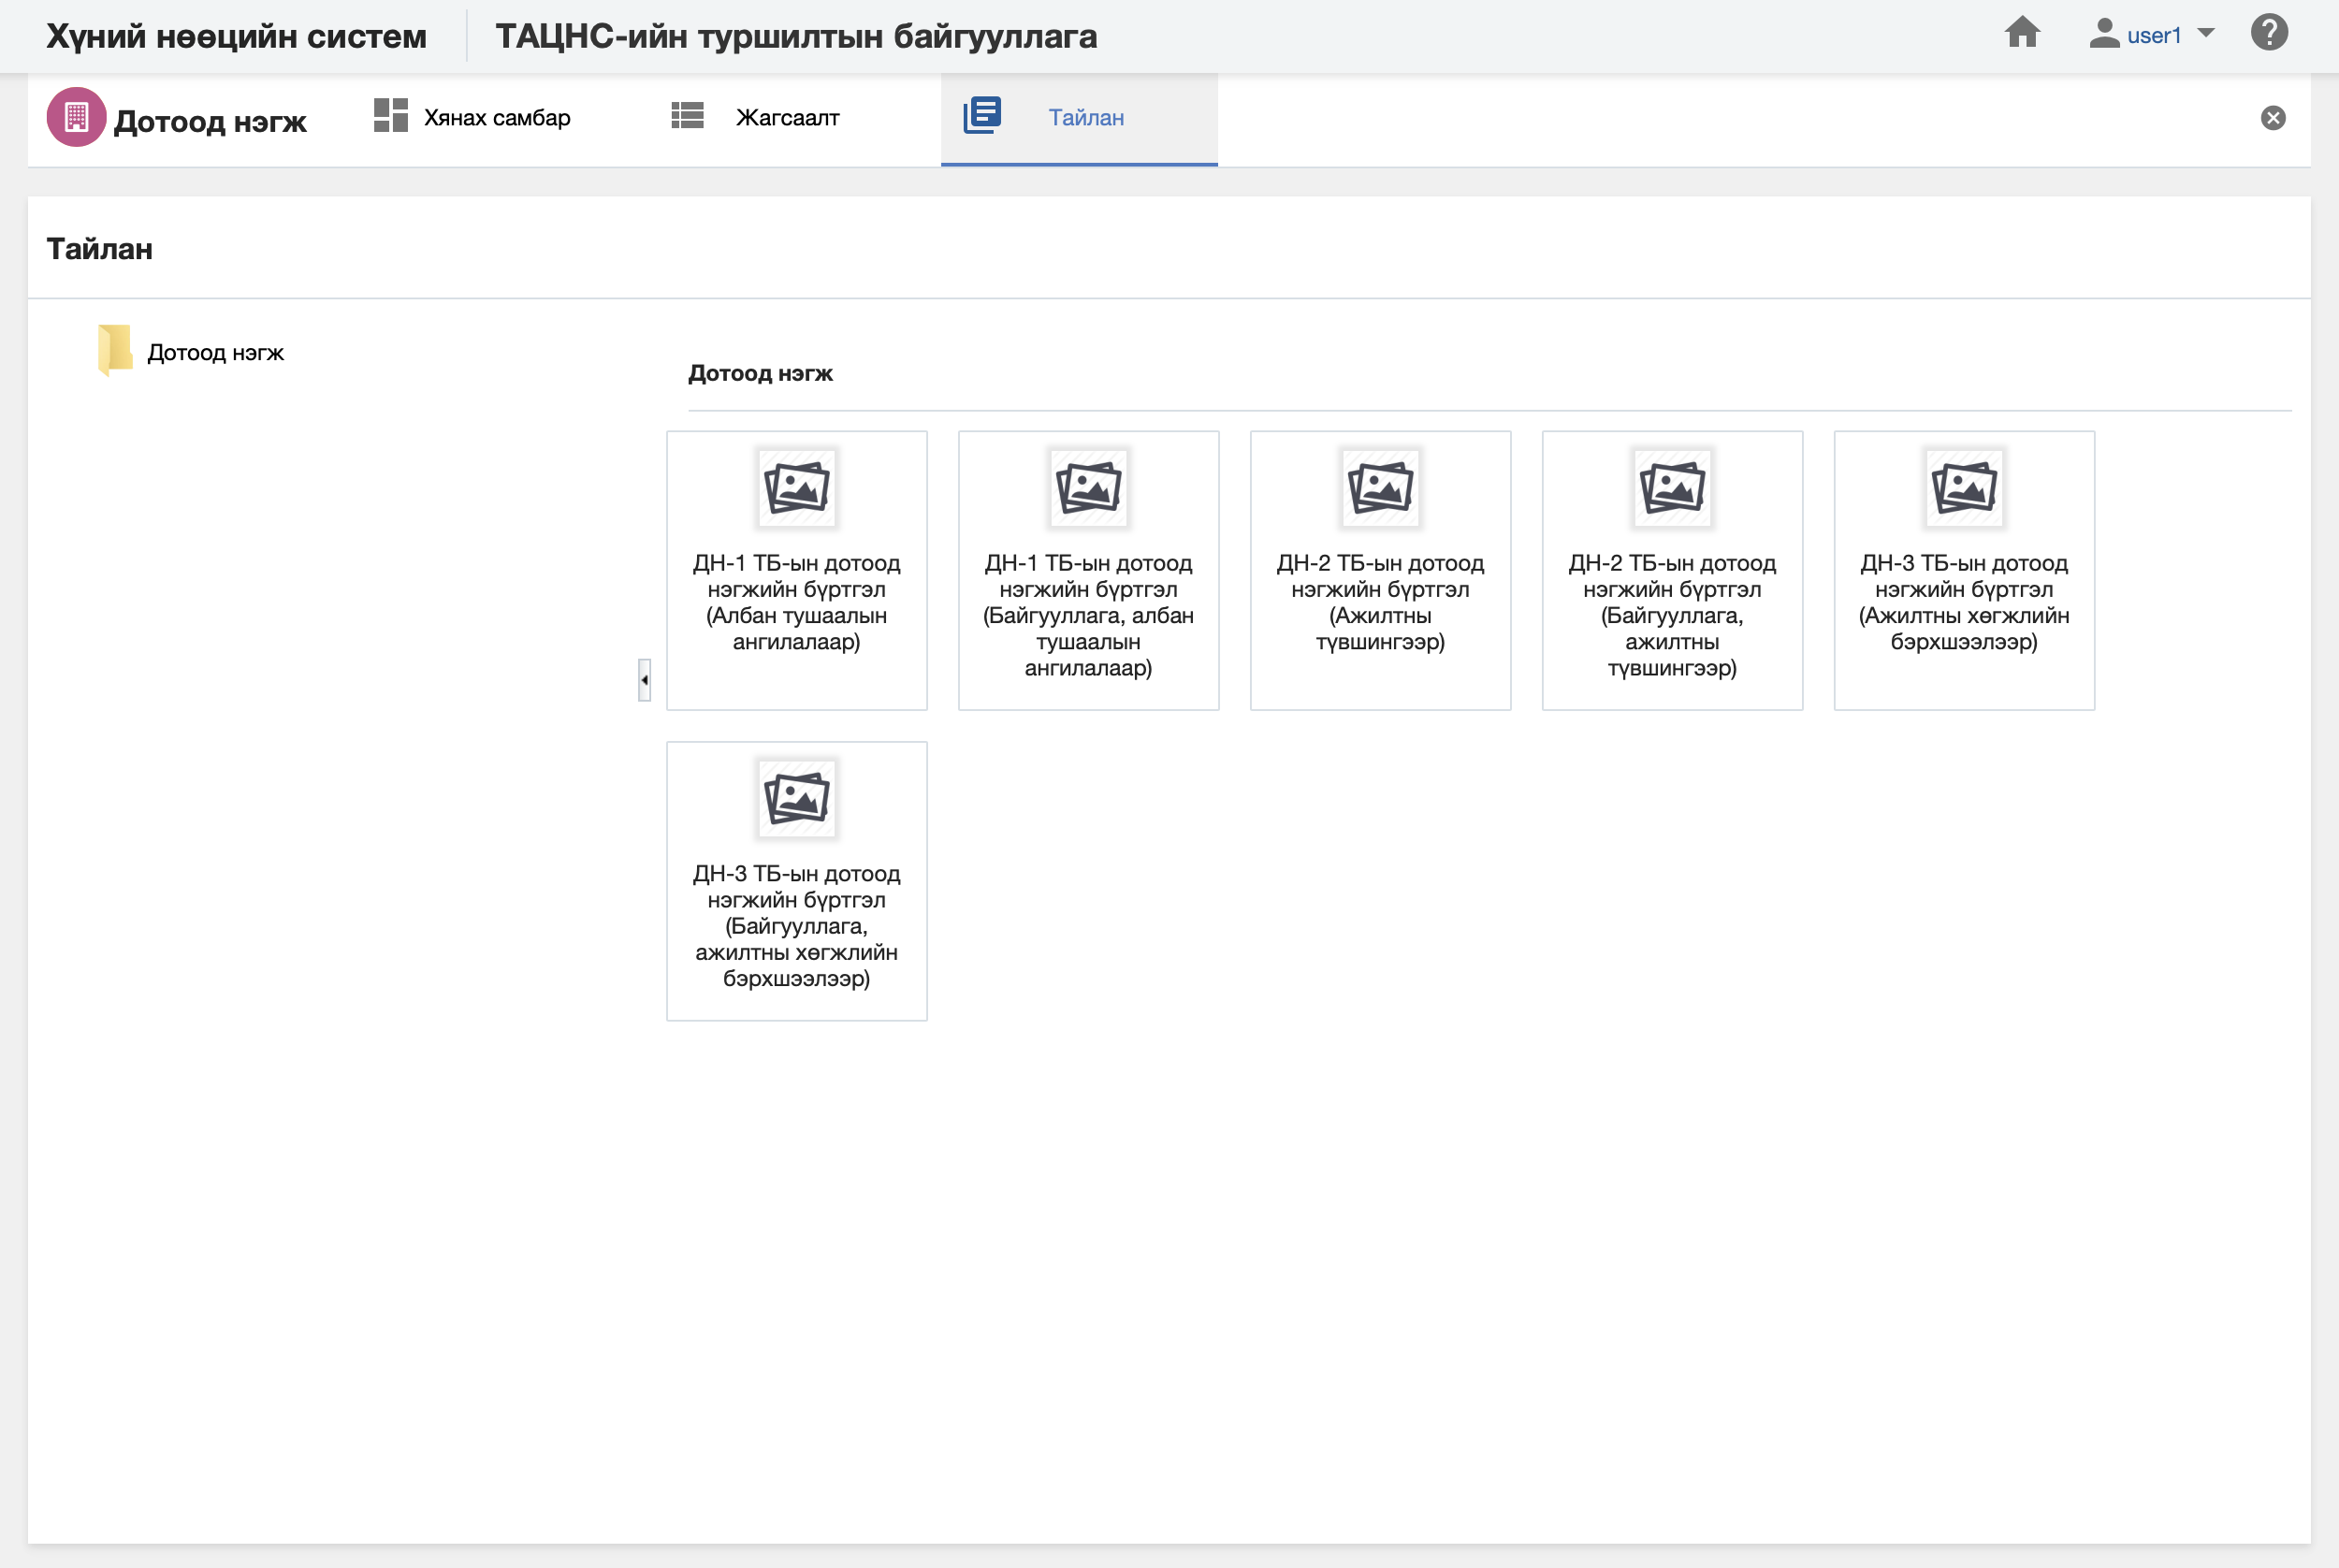 Хүний нөөцийн систем
ТАЦНС-ийн туршилтын байгууллага
user1
Дотоод нэгж
Хянах самбар
Жагсаалт
Тайлан
Тайлан
Дотоод нэгж
Дотоод нэгж
ДН-1 ТБ-ын дотоод
нэгжийн бүртгэл
(Албан тушаалын
ангилалаар)
ДН-1 ТБ-ын дотоод
нэгжийн бүртгэл
(Байгууллага, албан
тушаалын
ангилалаар)
ДН-2 ТБ-ын дотоод
нэгжийн бүртгэл
(Ажилтны
түвшингээр)
ДН-2 ТБ-ын дотоод
нэгжийн бүртгэл
(Байгууллага,
ажилтны
түвшингээр)
ДН-3 ТБ-ын дотоод
нэгжийн бүртгэл
(Ажилтны хөгжлийн
бэрхшээлээр)
ДН-3 ТБ-ын дотоод
нэгжийн бүртгэл
(Байгууллага,
ажилтны хөгжлийн
бэрхшээлээр)